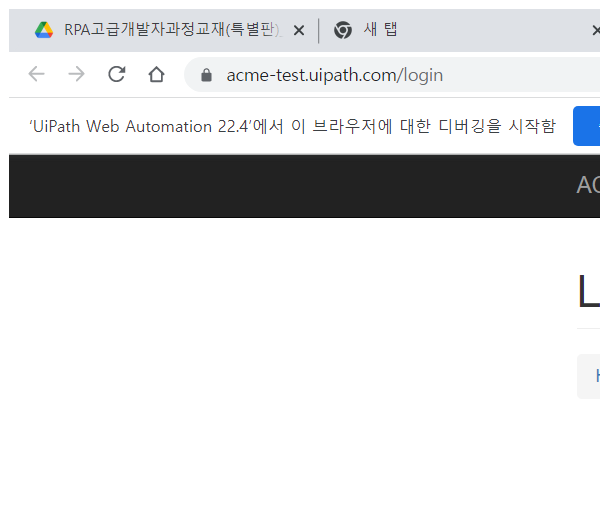 RPA고급개발자과정교재(특별판)_
새 탭
acme-test.uipath.com/login
‘UiPath Web Automation 22.4’에서 이 브라우저에 대한 디버깅을 시작함
AC
L